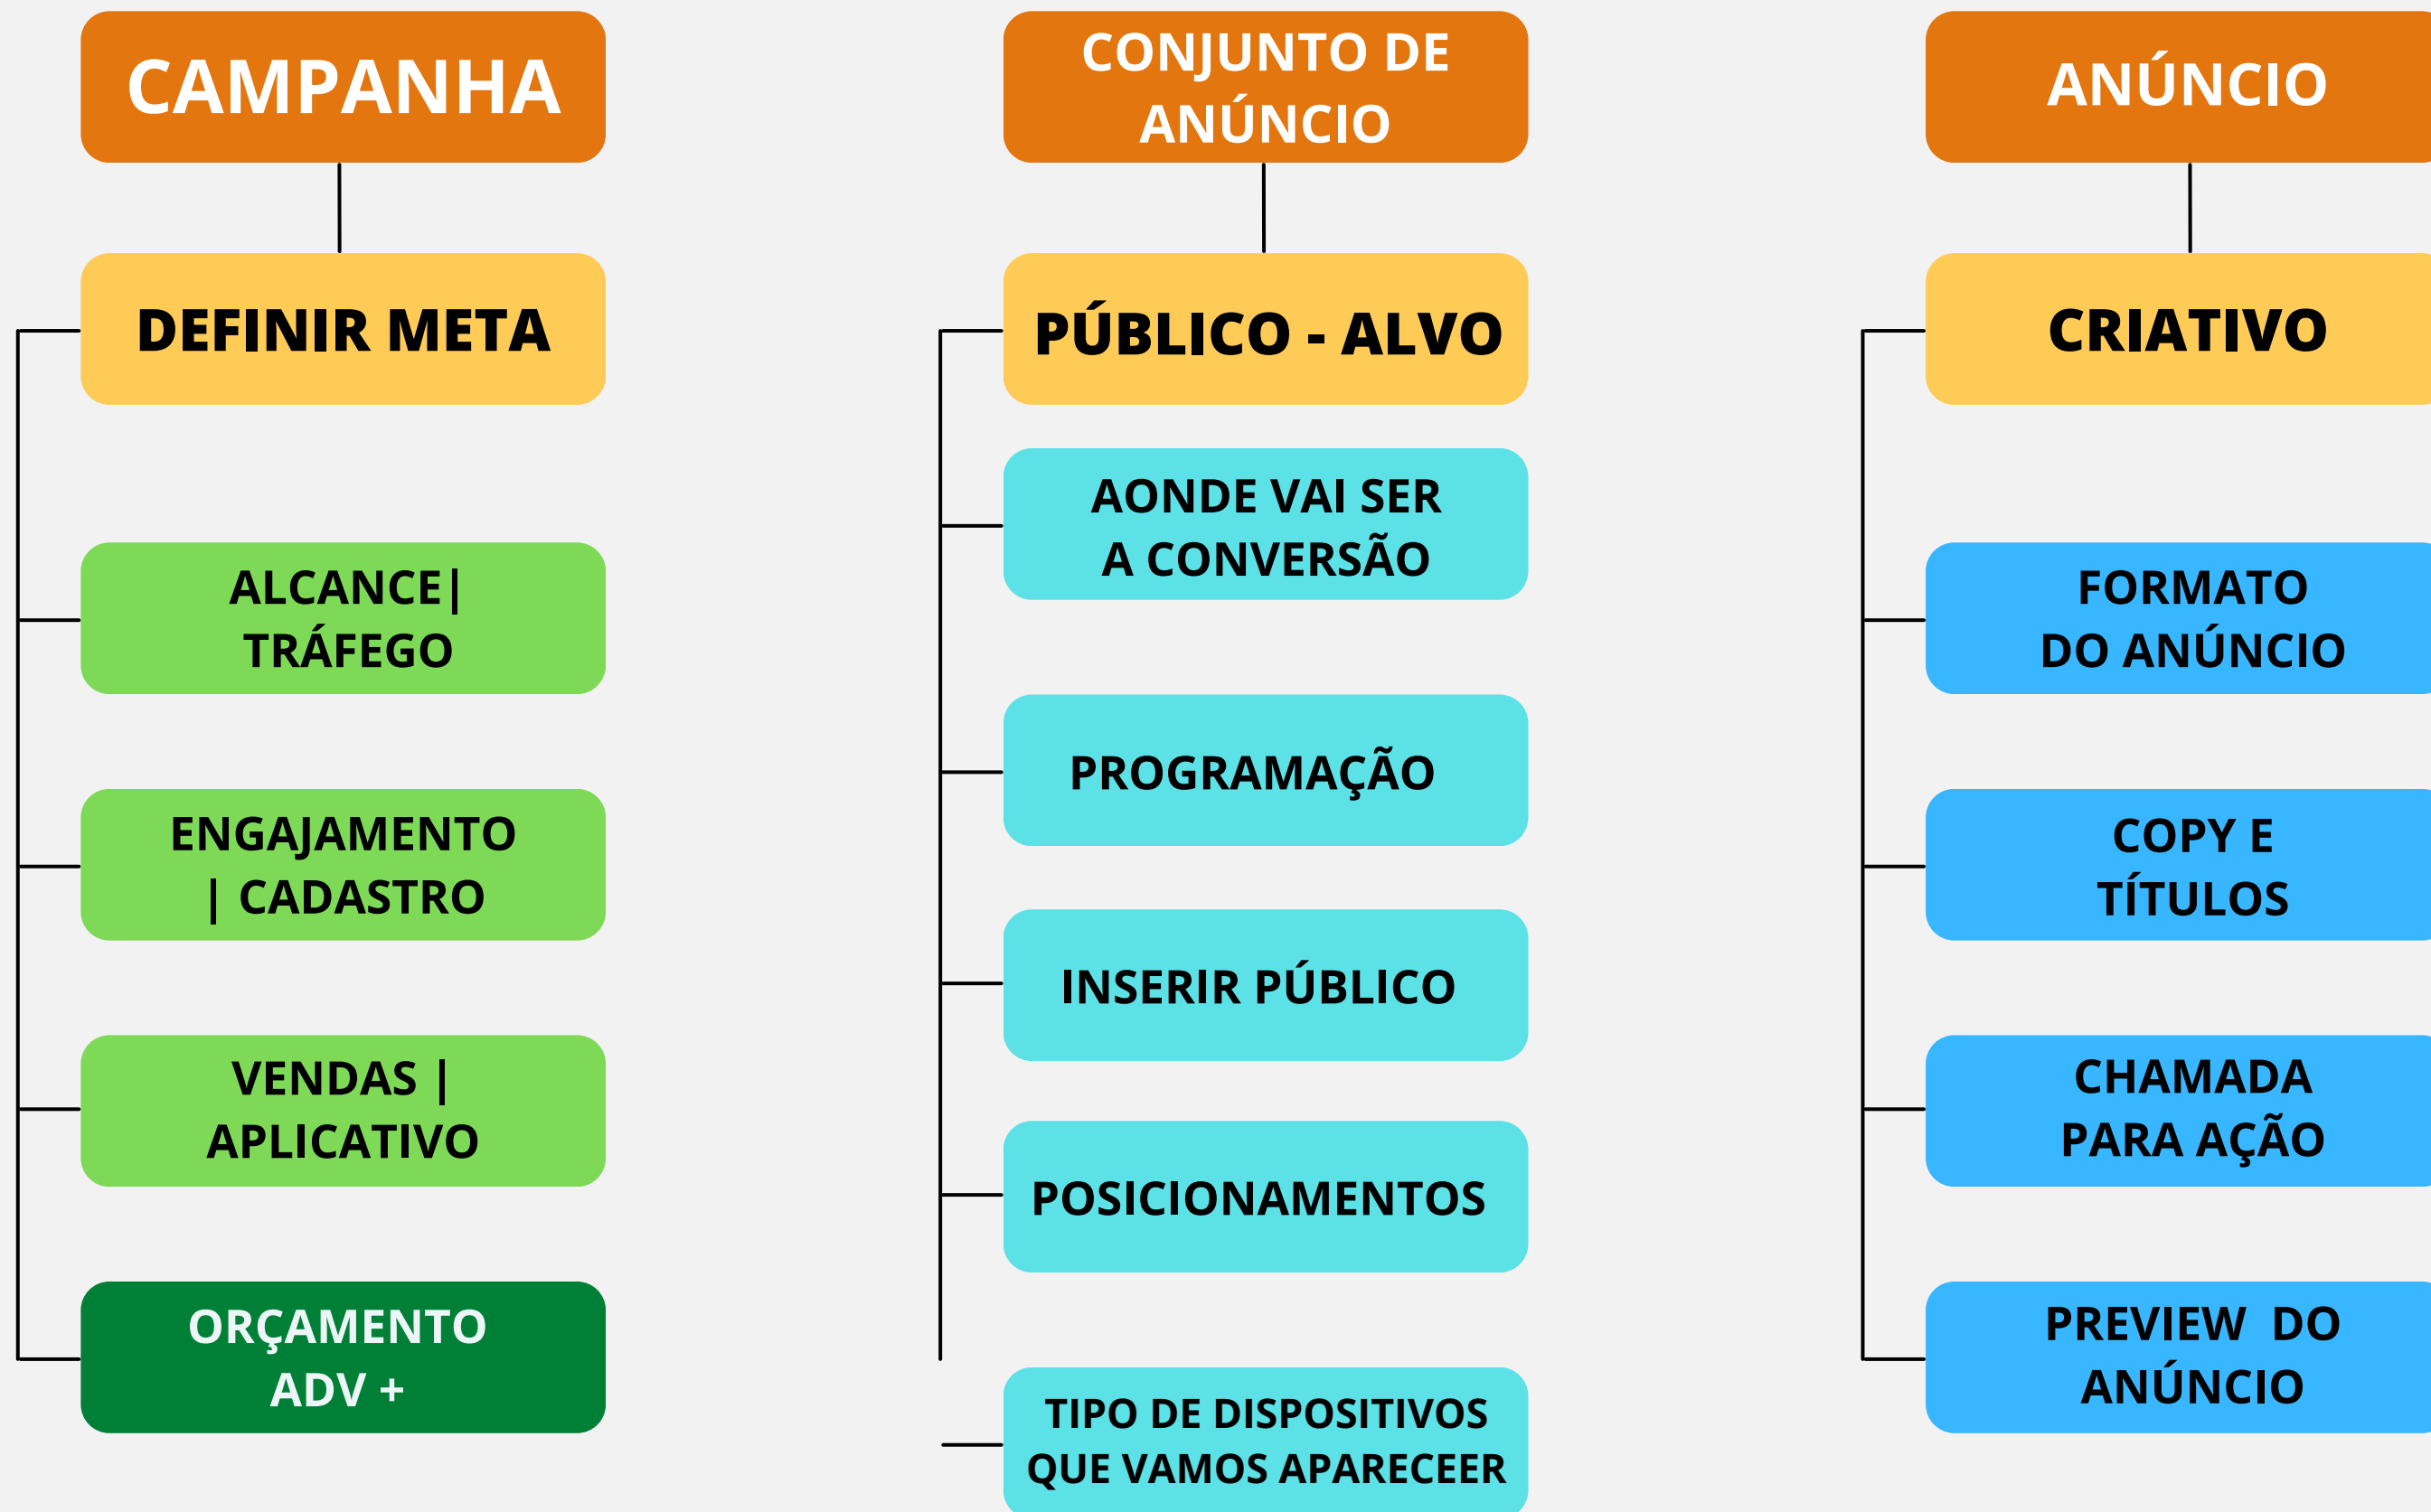 CAMPANHA
DEFINIR META
ALCANCE|
TRÁFEGO
ENGAJAMENTO
| CADASTRO
VENDAS |
APLICATIVO
ORÇAMENTO
ADV +
CONJUNTO DE
ANÚNCIO
PÚBLICO - ALVO
AONDE VAI SER
A CONVERSÃO
PROGRAMAÇÃO
INSERIR PÚBLICO
POSICIONAMENTOS
TIPO DE DISPOSITIVOS
QUE VAMOS APARECEER
ANÚNCIO
CRIATIVO
FORMATO
DO ANÚNCIO
COPY E
TÍTULOS
CHAMADA
PARA AÇÃO
PREVIEW  DO
ANÚNCIO